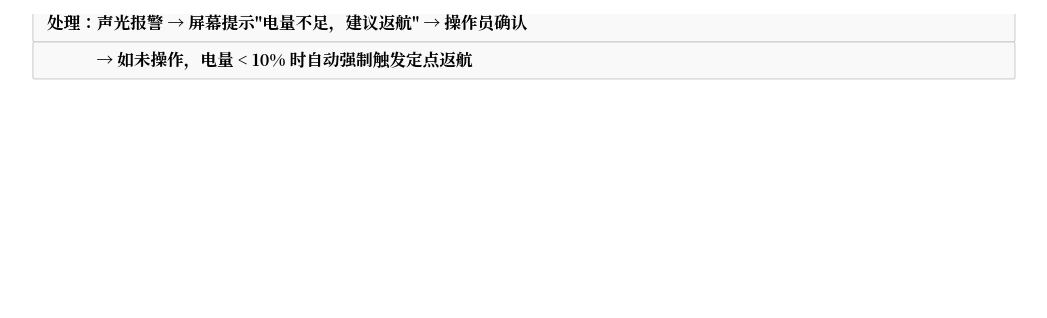 处理：声光报警 → 屏幕提示"电量不足，建议返航" → 操作员确认
→ 如未操作，电量 < 10% 时自动强制触发定点返航